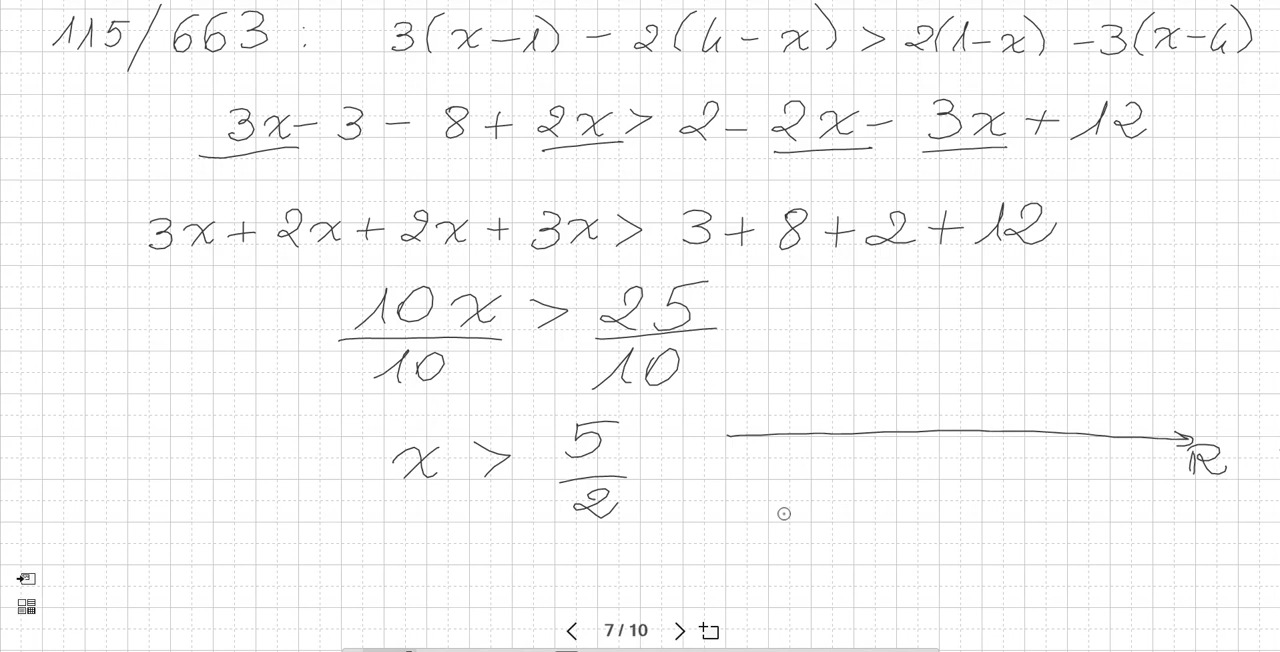 115/663 : 3(x-1) - 2(4-x) > 2(1-x) - 3(x-4)
3x - 3 - 8 + 2x > 2 - 2x - 3x + 12
3x + 2x + 2x + 3x > 3 + 8 + 2 + 12
10x/10 > 25/10
x > 5/2
R
7 / 10